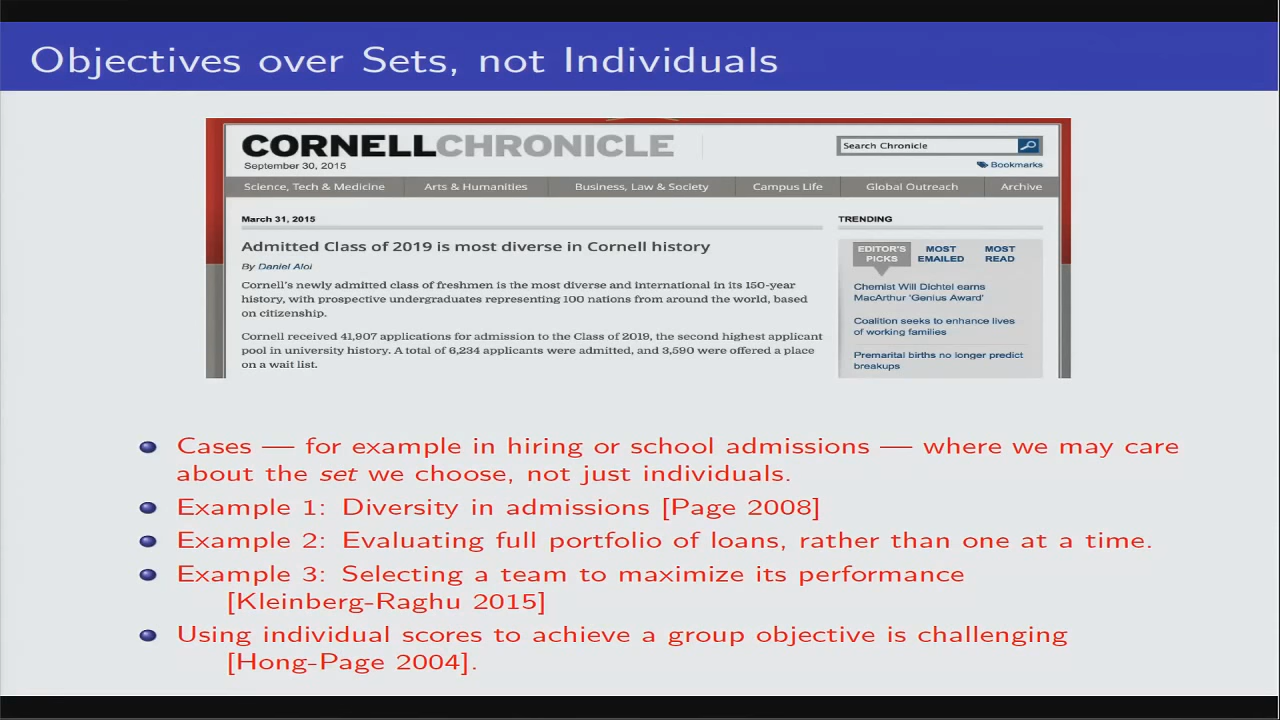 Objectives over Sets, not Individuals
CORNELLCHRONICLE
September 30, 2015
Search Chronicle
Bookmarks
Science, Tech & Medicine Arts & Humanities Business, Law & Society Campus Life Global Outreach Archive
March 31, 2015
Admitted Class of 2019 is most diverse in Cornell history
By Daniel Aloi
Cornell's newly admitted class of freshmen is the most diverse and international in its 150-year
history, with prospective undergraduates representing 100 nations from around the world, based
on citizenship.
Cornell received 41,907 applications for admission to the Class of 2019, the second highest applicant
pool in university history. A total of 6,234 applicants were admitted, and 3,590 were offered a place
on a wait list.
TRENDING
EDITOR'S PICKS
MOST EMAILED
MOST READ
Chemist Will Dichtel earns
MacArthur 'Genius Award'
Coalition seeks to enhance lives
of working families
Premarital births no longer predict
breakups
Cases — for example in hiring or school admissions — where we may care
about the set we choose, not just individuals.
Example 1: Diversity in admissions [Page 2008]
Example 2: Evaluating full portfolio of loans, rather than one at a time.
Example 3: Selecting a team to maximize its performance
[Kleinberg-Raghu 2015]
Using individual scores to achieve a group objective is challenging
[Hong-Page 2004].